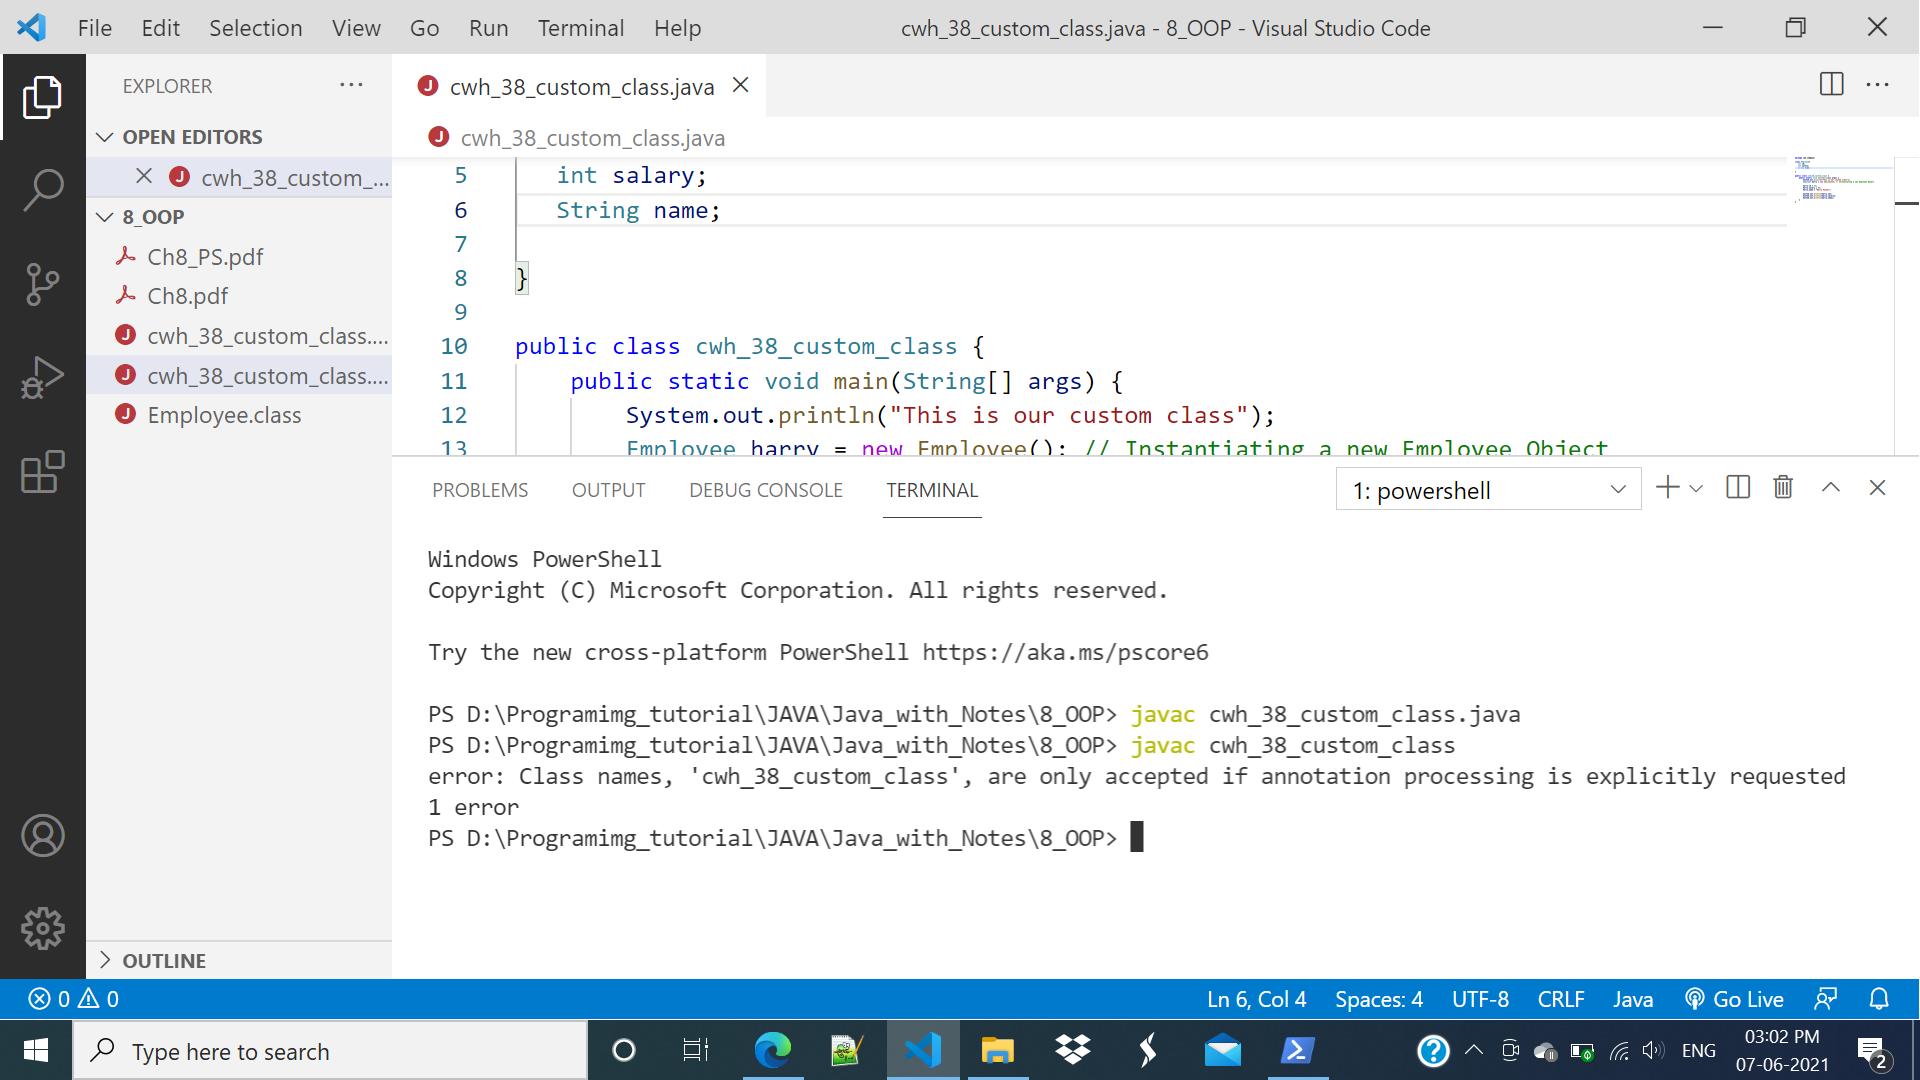 File Edit Selection View Go Run Terminal Help cwh_38_custom_class.java - 8_OOP - Visual Studio Code
EXPLORER
cwh_38_custom_class.java
OPEN EDITORS
cwh_38_custom_class.java
cwh_38_custom_...
8_OOP
Ch8_PS.pdf
Ch8.pdf
cwh_38_custom_class....
cwh_38_custom_class....
Employee.class
OUTLINE
5 int salary;
6 String name;
7
8 }
9
10 public class cwh_38_custom_class {
11 public static void main(String[] args) {
12 System.out.println("This is our custom class");
13 Employee harry = new Employee(); // Instantiating a new Employee Object
PROBLEMS OUTPUT DEBUG CONSOLE TERMINAL 1: powershell
Windows PowerShell
Copyright (C) Microsoft Corporation. All rights reserved.
Try the new cross-platform PowerShell https://aka.ms/pscore6
PS D:\Programimg_tutorial\JAVA\Java_with_Notes\8_OOP> javac cwh_38_custom_class.java
PS D:\Programimg_tutorial\JAVA\Java_with_Notes\8_OOP> javac cwh_38_custom_class
error: Class names, 'cwh_38_custom_class', are only accepted if annotation processing is explicitly requested
1 error
PS D:\Programimg_tutorial\JAVA\Java_with_Notes\8_OOP>
0 0 Ln 6, Col 4 Spaces: 4 UTF-8 CRLF Java Go Live
Type here to search
ENG
03:02 PM
07-06-2021
2